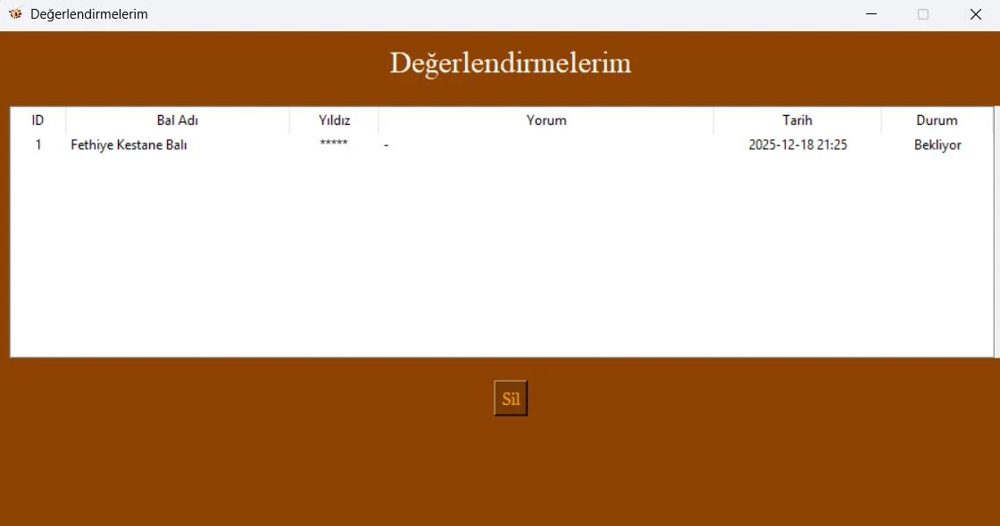 Değerlendirmelerim
Değerlendirmelerim
ID Bal Adı Yıldız Yorum Tarih Durum
1 Fethiye Kestane Balı ***** - 2025-12-18 21:25 Bekliyor
Sil